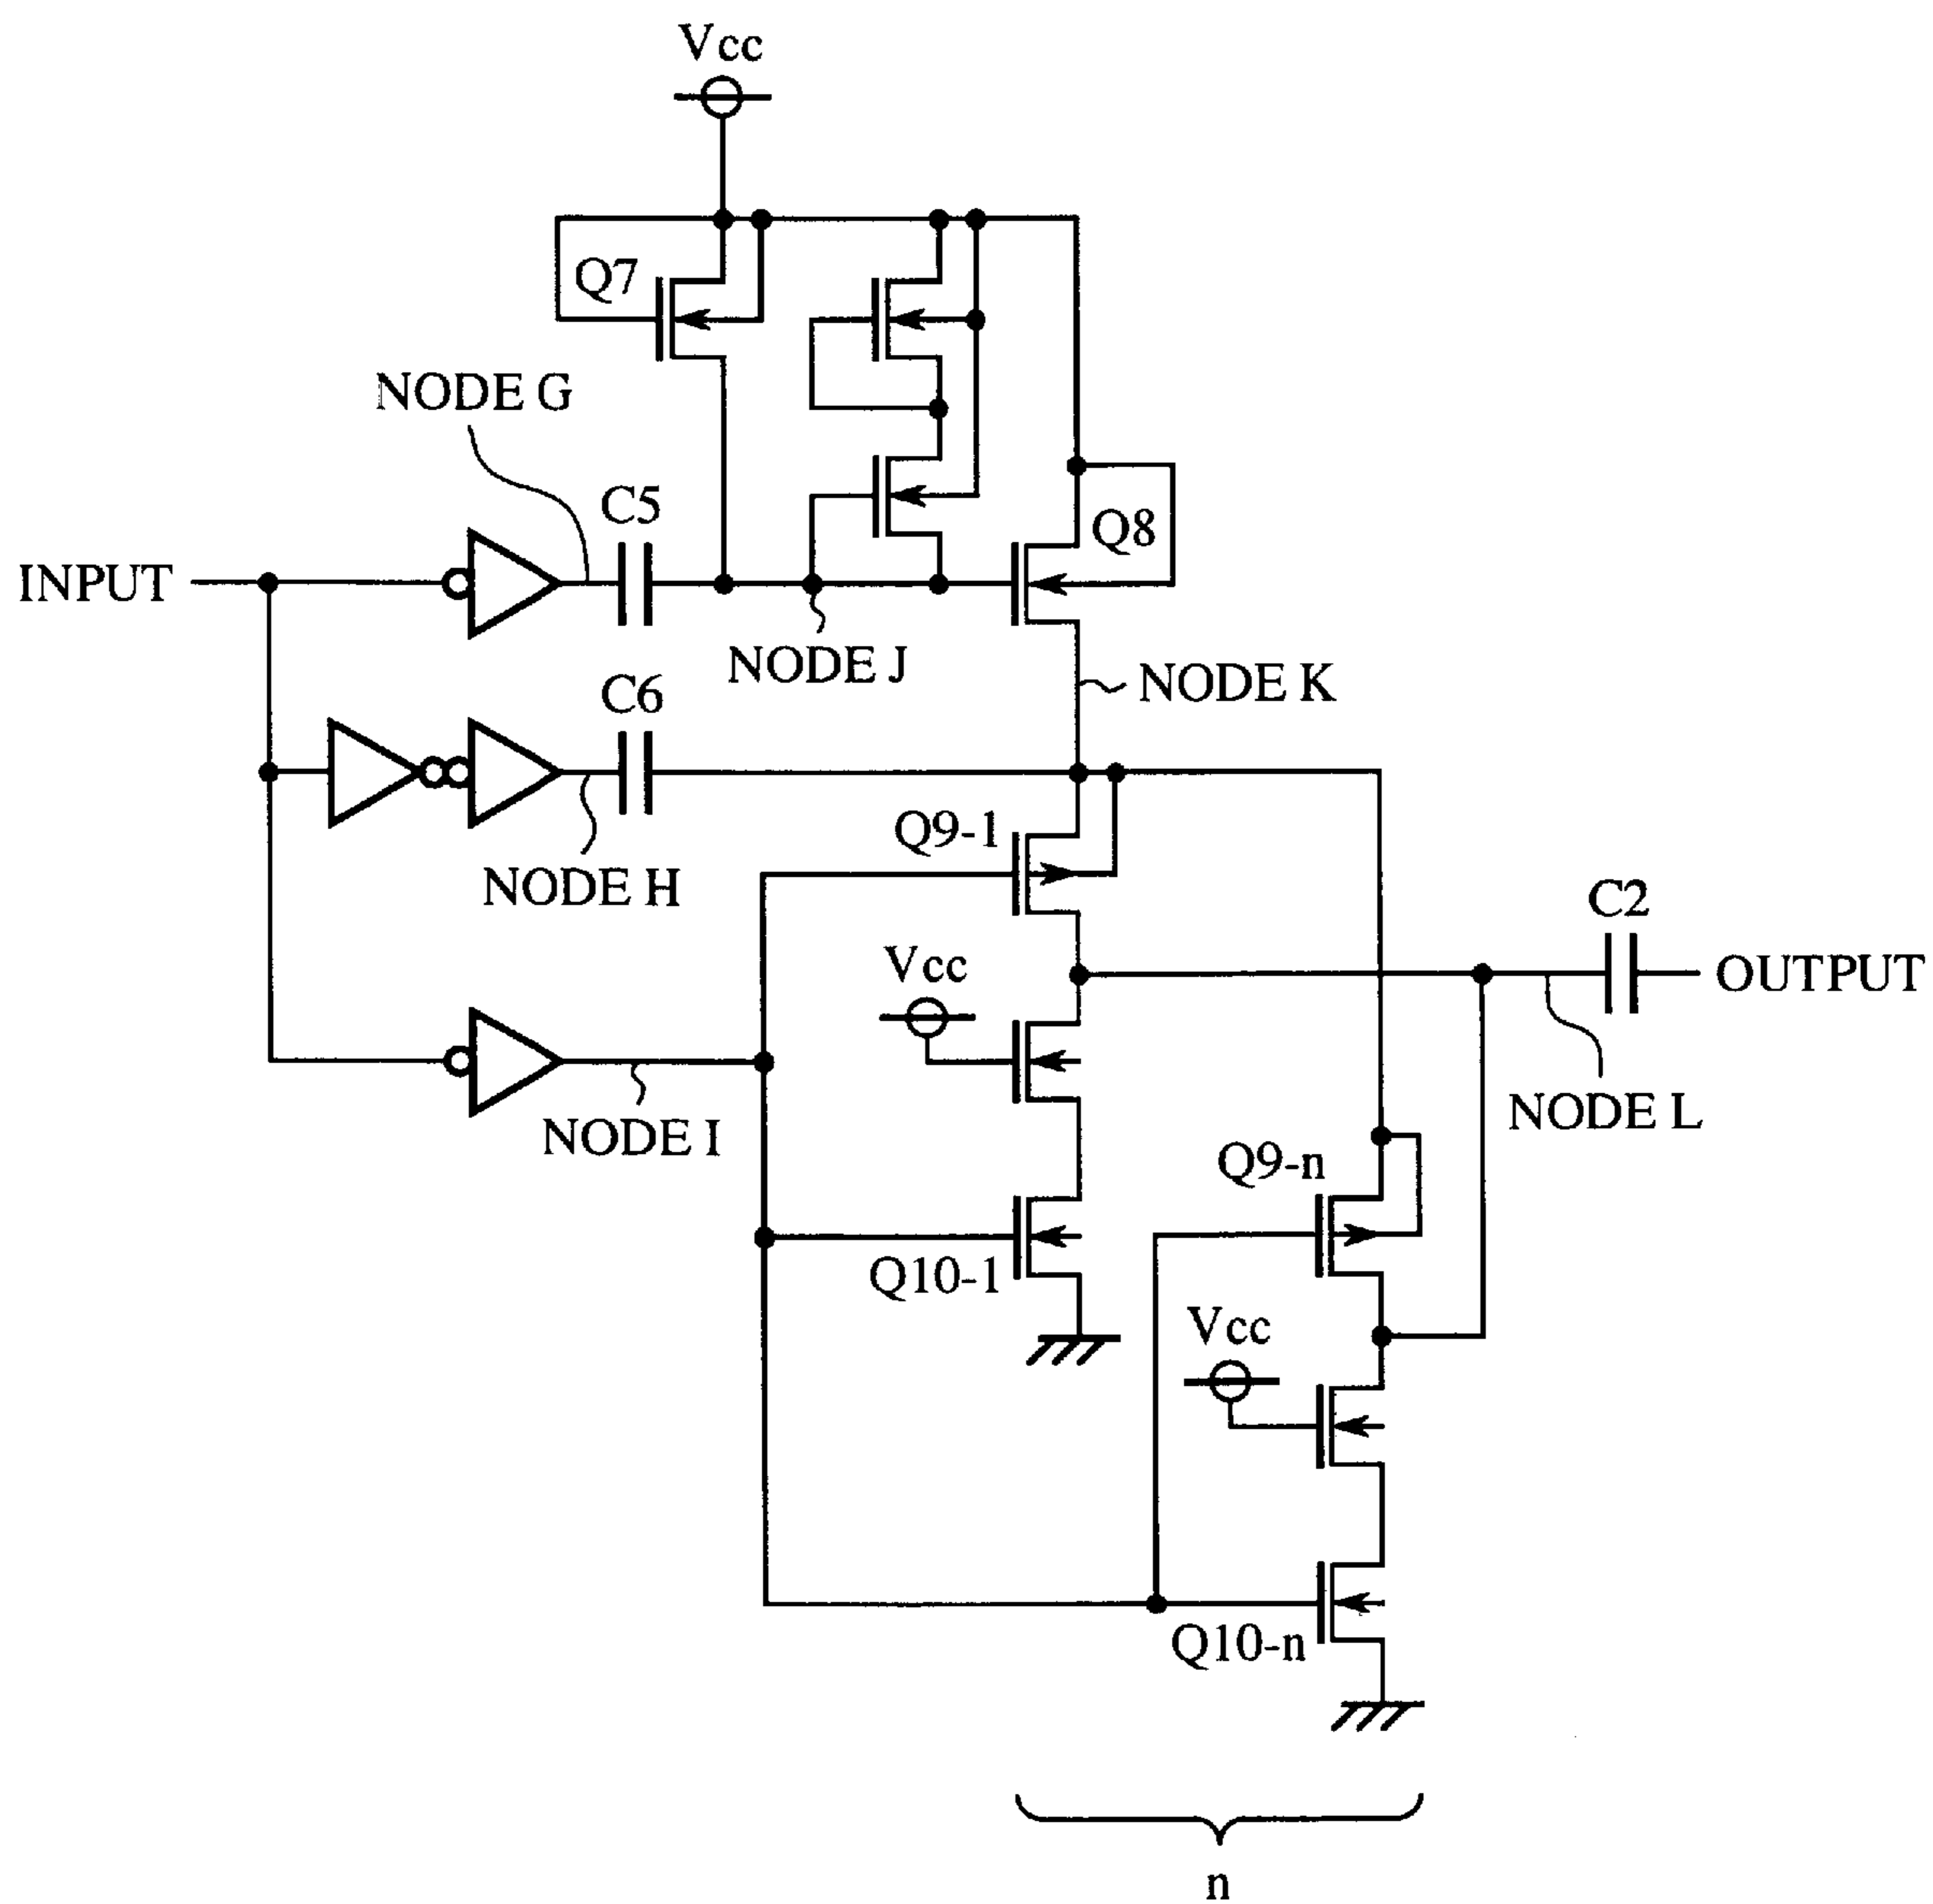 Vcc
Q7
NODE G
C5
Q8
INPUT
NODE J
NODE K
C6
Q9-1
NODE H
C2
Vcc
OUTPUT
NODE L
NODE I
Q9-n
Q10-1
Vcc
Q10-n
n